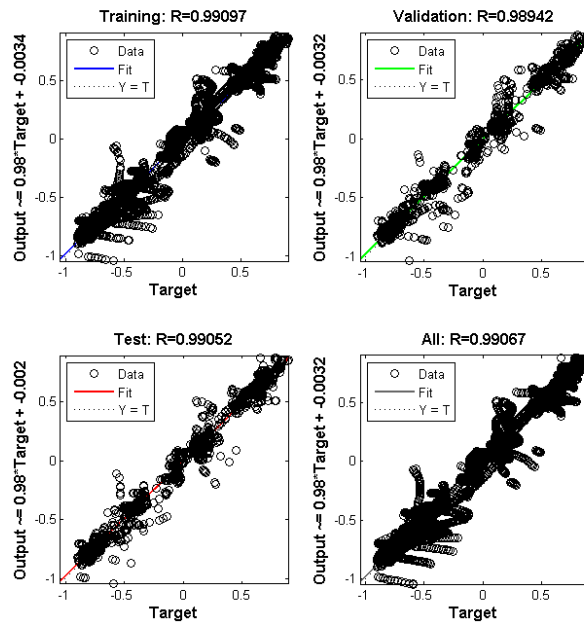 Training: R=0.99097
Output ~= 0.98*Target + -0.0034
Data
Fit
Y = T
0.5
0
-0.5
-1
-1
-0.5
0
0.5
Target
Validation: R=0.98942
Output ~= 0.98*Target + -0.0032
Data
Fit
Y = T
0.5
0
-0.5
-1
-1
-0.5
0
0.5
Target
Test: R=0.99052
Output ~= 0.98*Target + -0.002
Data
Fit
Y = T
0.5
0
-0.5
-1
-1
-0.5
0
0.5
Target
All: R=0.99067
Output ~= 0.98*Target + -0.0032
Data
Fit
Y = T
0.5
0
-0.5
-1
-1
-0.5
0
0.5
Target